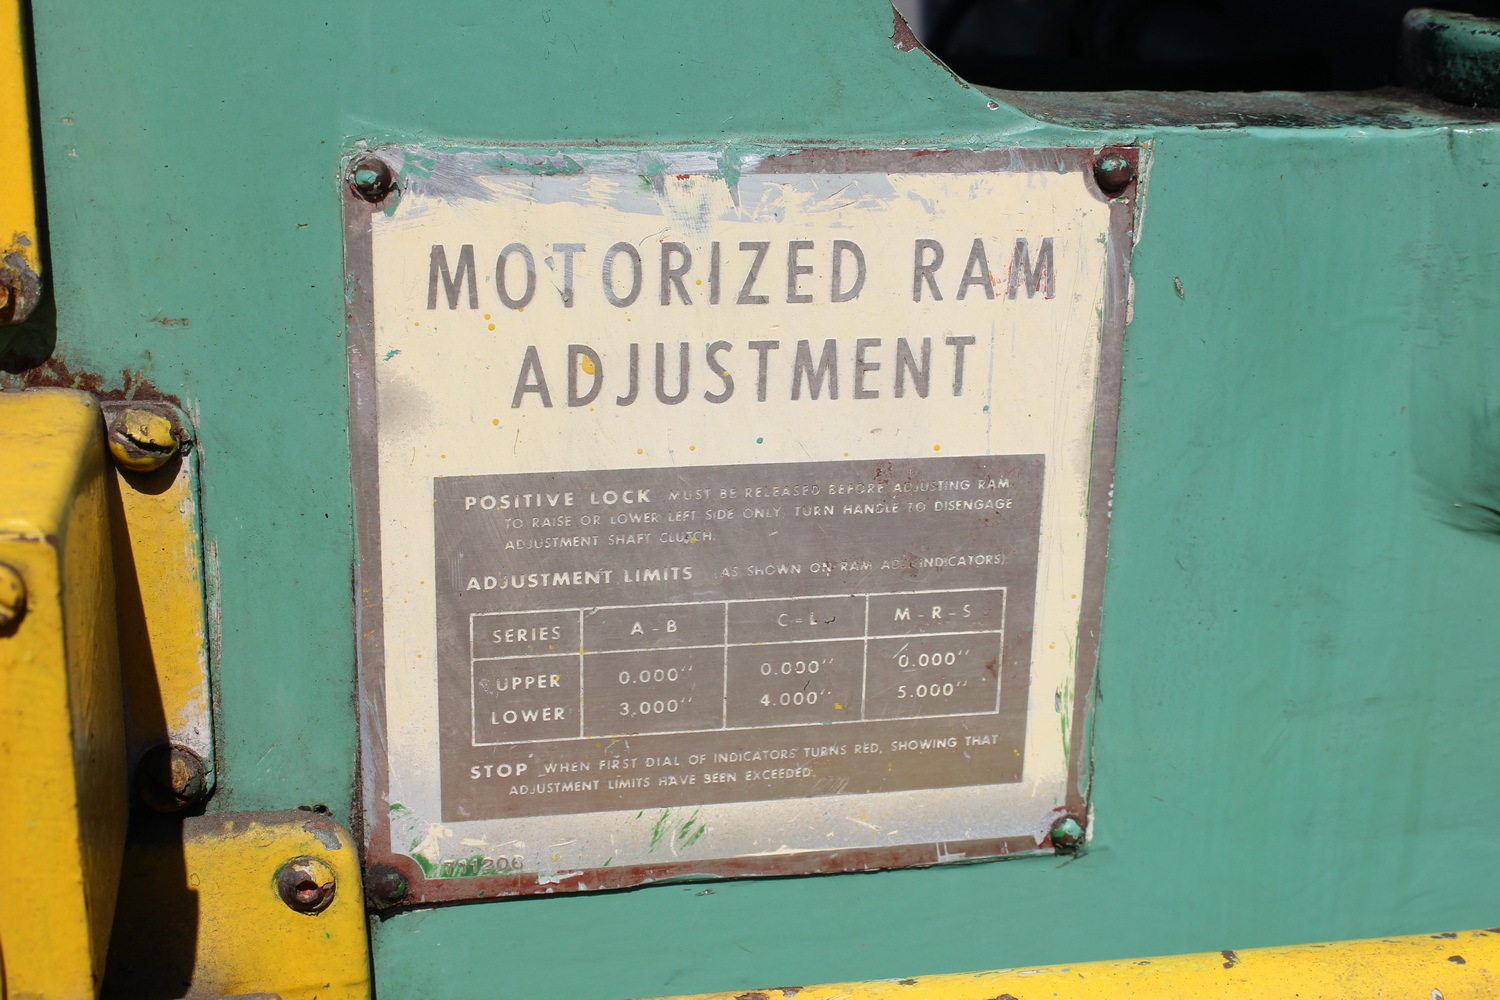 MOTORIZED RAM
ADJUSTMENT
POSITIVE LOCK MUST BE RELEASED BEFORE ADJUSTING RAM
TO RAISE OR LOWER LEFT SIDE ONLY, TURN HANDLE TO DISENGAGE
ADJUSTMENT SHAFT CLUTCH.
ADJUSTMENT LIMITS (AS SHOWN ON RAM ADJ. INDICATORS)
SERIES A-B C-L M-R-S
UPPER 0.000" 0.000" 0.000"
LOWER 3.000" 4.000" 5.000"
STOP WHEN FIRST DIAL OF INDICATORS TURNS RED, SHOWING THAT
ADJUSTMENT LIMITS HAVE BEEN EXCEEDED.